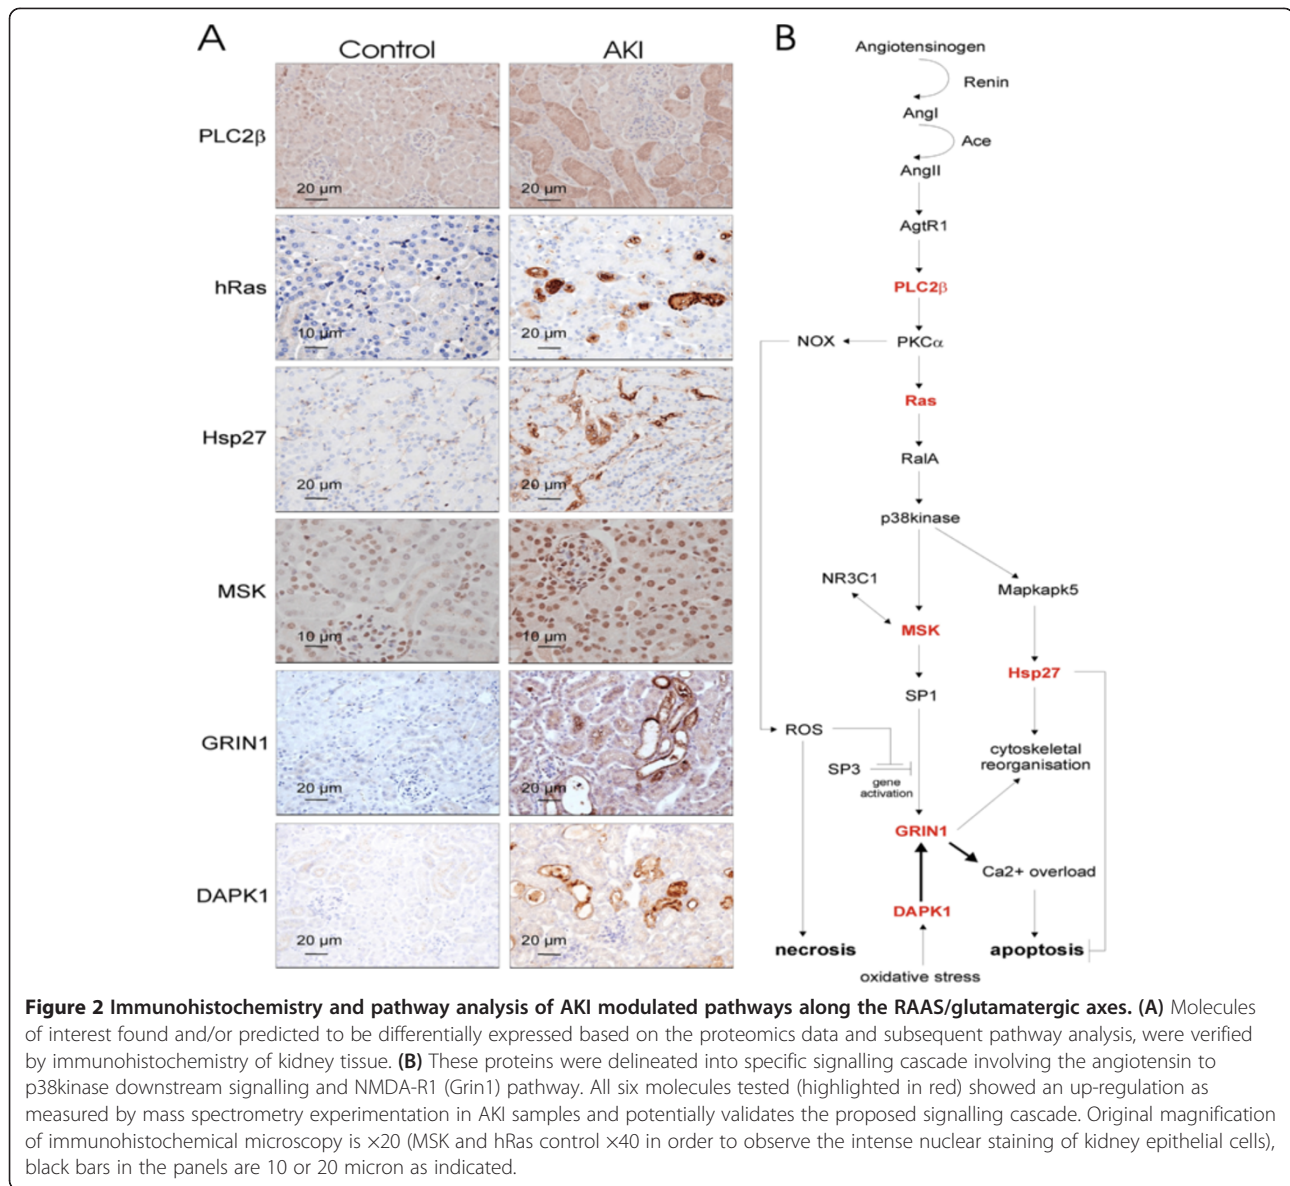 A
Control
AKI
PLC2β
20 µm
20 µm
hRas
10 µm
20 µm
Hsp27
20 µm
20 µm
MSK
10 µm
10 µm
GRIN1
20 µm
20 µm
DAPK1
20 µm
20 µm
B
Angiotensinogen
Renin
AngI
Ace
AngII
AgtR1
PLC2β
NOX
PKCα
Ras
RalA
p38kinase
NR3C1
Mapkapk5
MSK
Hsp27
SP1
ROS
cytoskeletal
reorganisation
SP3
gene
activation
GRIN1
Ca2+ overload
DAPK1
necrosis
apoptosis
oxidative stress
Figure 2 Immunohistochemistry and pathway analysis of AKI modulated pathways along the RAAS/glutamatergic axes. (A) Molecules
of interest found and/or predicted to be differentially expressed based on the proteomics data and subsequent pathway analysis, were verified
by immunohistochemistry of kidney tissue. (B) These proteins were delineated into specific signalling cascade involving the angiotensin to
p38kinase downstream signalling and NMDA-R1 (Grin1) pathway. All six molecules tested (highlighted in red) showed an up-regulation as
measured by mass spectrometry experimentation in AKI samples and potentially validates the proposed signalling cascade. Original magnification
of immunohistochemical microscopy is ×20 (MSK and hRas control ×40 in order to observe the intense nuclear staining of kidney epithelial cells),
black bars in the panels are 10 or 20 micron as indicated.